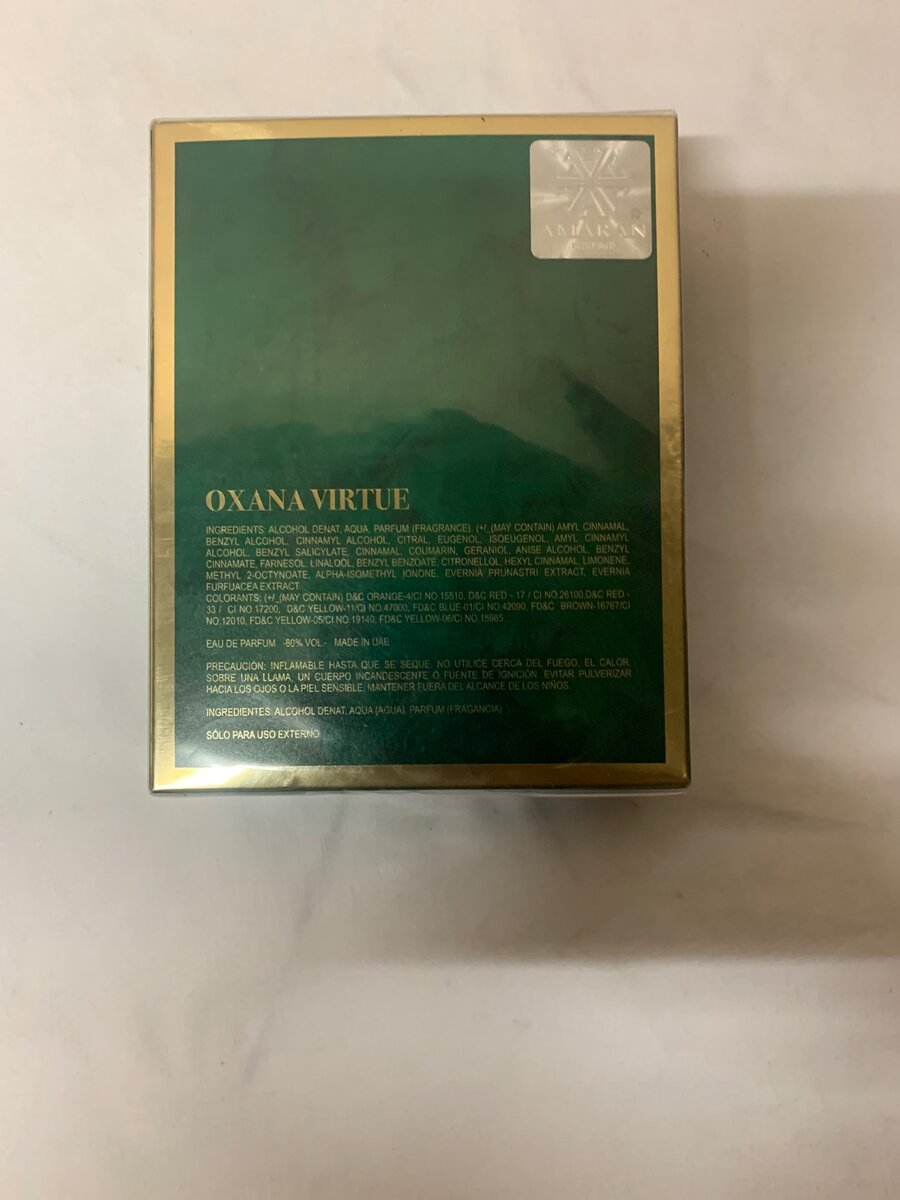 AMARAN
OXANA VIRTUE
INGREDIENTS: ALCOHOL DENAT, AQUA, PARFUM (FRAGRANCE), (+/_(MAY CONTAIN) AMYL CINNAMAL,
BENZYL ALCOHOL, CINNAMYL ALCOHOL, CITRAL, EUGENOL, ISOEUGENOL, AMYL CINNAMYL
ALCOHOL, BENZYL SALICYLATE, CINNAMAL, COUMARIN, GERANIOL, ANISE ALCOHOL, BENZYL
CINNAMATE, FARNESOL, LINALOOL, BENZYL BENZOATE, CITRONELLOL, HEXYL CINNAMAL, LIMONENE,
METHYL 2-OCTYNOATE, ALPHA-ISOMETHYL IONONE, EVERNIA PRUNASTRI EXTRACT, EVERNIA
FURFUACEA EXTRACT
COLORANTS: (+/_(MAY CONTAIN) D&C ORANGE-4/CI NO.15510, D&C RED - 17 / CI NO.26100,D&C RED -
33 / CI NO.17200, D&C YELLOW-11/CI NO.47000, FD&C BLUE-01/CI NO.42090, FD&C BROWN-16767/CI
NO.12010, FD&C YELLOW-05/CI NO.19140, FD&C YELLOW-06/CI NO.15985
EAU DE PARFUM -80% VOL - MADE IN UAE
PRECAUCIÓN: INFLAMABLE HASTA QUE SE SEQUE. NO UTILICE CERCA DEL FUEGO, EL CALOR,
SOBRE UNA LLAMA, UN CUERPO INCANDESCENTE O FUENTE DE IGNICIÓN. EVITAR PULVERIZAR
HACIA LOS OJOS O LA PIEL SENSIBLE. MANTENER FUERA DEL ALCANCE DE LOS NIÑOS.
INGREDIENTES: ALCOHOL DENAT, AQUA (AGUA), PARFUM (FRAGANCIA)
SÓLO PARA USO EXTERNO